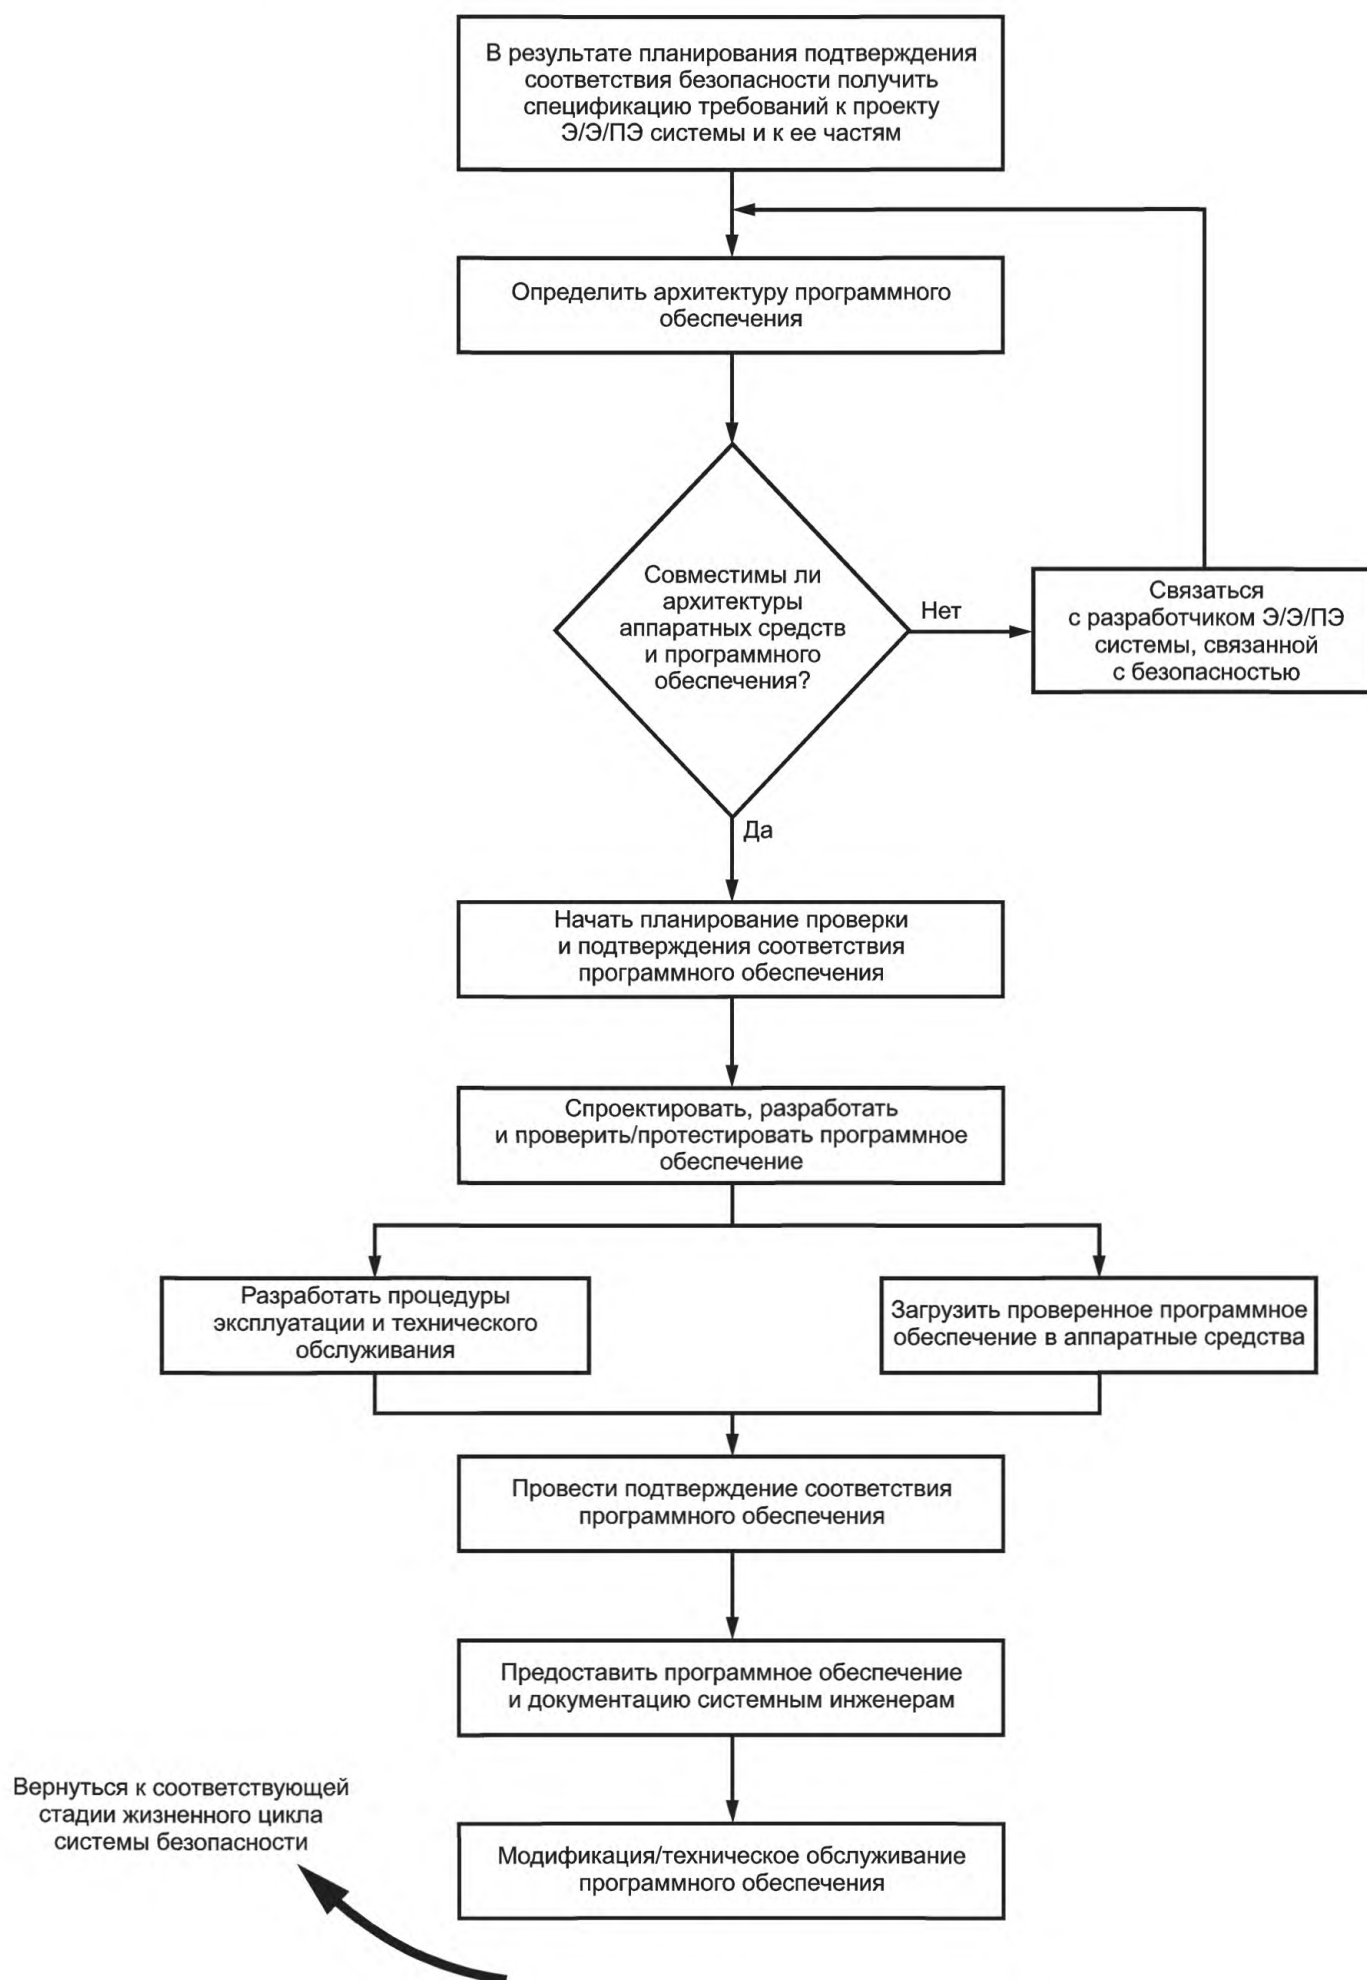 В результате планирования подтверждения
соответствия безопасности получить
спецификацию требований к проекту
Э/Э/ПЭ системы и к ее частям
Определить архитектуру программного
обеспечения
Совместимы ли
архитектуры
аппаратных средств
и программного
обеспечения?
Нет
Связаться
с разработчиком Э/Э/ПЭ
системы, связанной
с безопасностью
Да
Начать планирование проверки
и подтверждения соответствия
программного обеспечения
Спроектировать, разработать
и проверить/протестировать программное
обеспечение
Разработать процедуры
эксплуатации и технического
обслуживания
Загрузить проверенное программное
обеспечение в аппаратные средства
Провести подтверждение соответствия
программного обеспечения
Предоставить программное обеспечение
и документацию системным инженерам
Вернуться к соответствующей
стадии жизненного цикла
системы безопасности
Модификация/техническое обслуживание
программного обеспечения